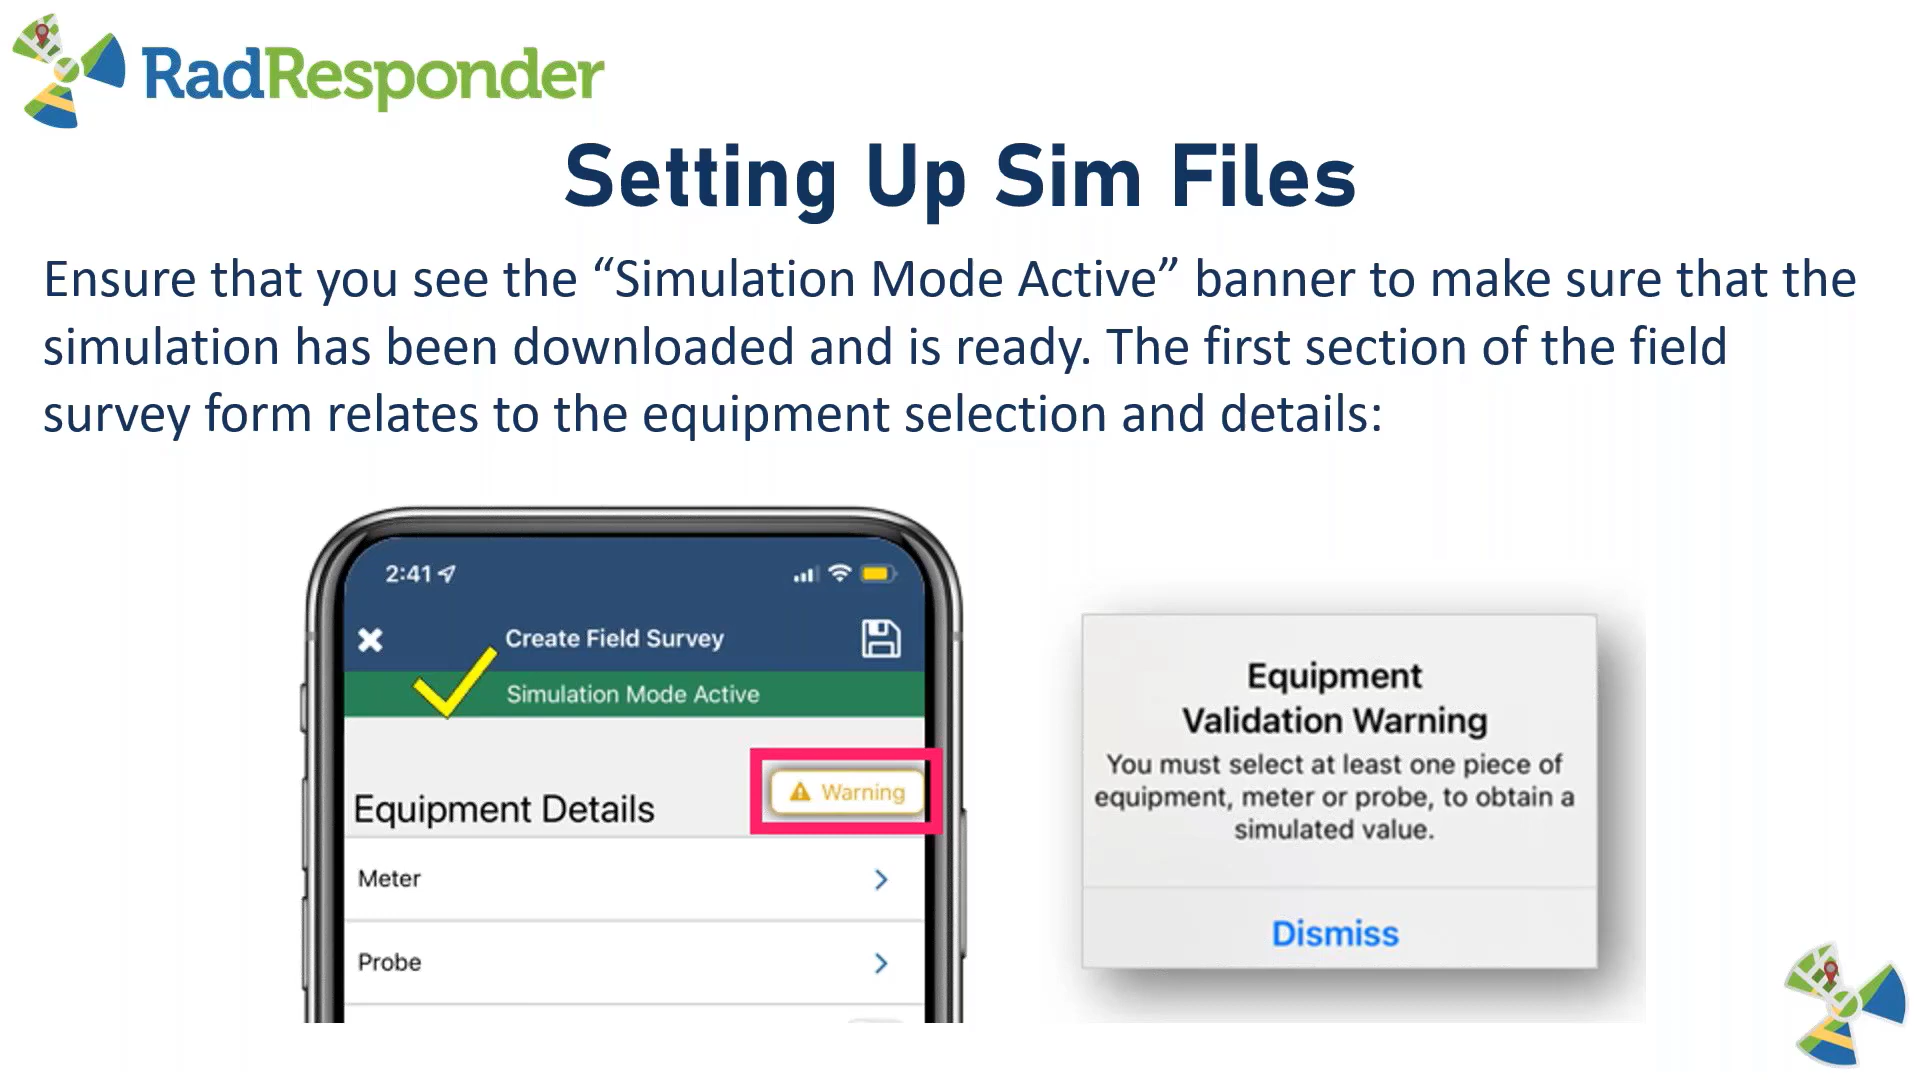 RadResponder
Setting Up Sim Files
Ensure that you see the “Simulation Mode Active” banner to make sure that the
simulation has been downloaded and is ready. The first section of the field
survey form relates to the equipment selection and details:
2:41
Create Field Survey
Simulation Mode Active
Warning
Equipment Details
Meter
Probe
Equipment
Validation Warning
You must select at least one piece of
equipment, meter or probe, to obtain a
simulated value.
Dismiss